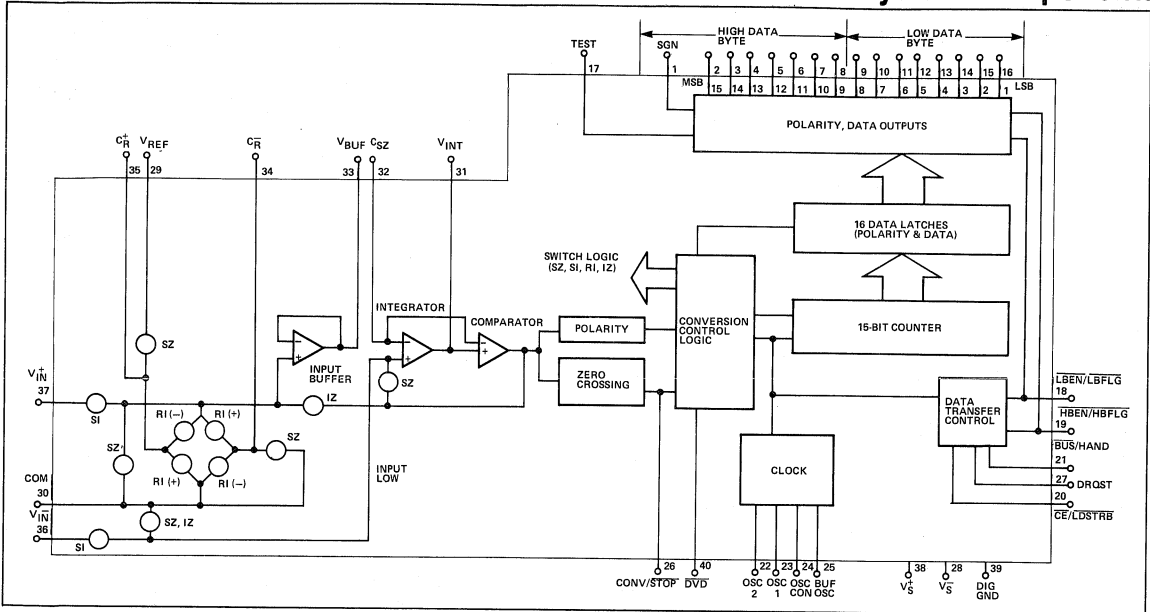 HIGH DATA BYTE
LOW DATA BYTE
TEST
17
SGN
1
2 3 4 5 6 7 8 9 10 11 12 13 14 15 16
MSB
15 14 13 12 11 10 9 8 7 6 5 4 3 2 1
LSB
POLARITY, DATA OUTPUTS
C_R^+
35
V_REF
29
C_R^-
34
V_BUF
33
C_SZ
32
V_INT
31
16 DATA LATCHES
(POLARITY & DATA)
SWITCH LOGIC
(SZ, SI, RI, IZ)
CONVERSION
CONTROL
LOGIC
15-BIT COUNTER
INTEGRATOR
COMPARATOR
POLARITY
ZERO
CROSSING
SZ
INPUT
BUFFER
SZ
IZ
V_IN^+
37
SI
RI (–) RI (+)
SZ
SZ
RI (+) RI (–)
INPUT
LOW
COM
30
V_IN^-
36
SI
SZ, IZ
CLOCK
DATA
TRANSFER
CONTROL
LBEN/LBFLG
18
HBEN/HBFLG
19
BUS/HAND
21
27 DRQST
20
CE/LDSTRB
26
CONV/STOP
40
DVD
22
OSC
2
23
OSC
1
24
OSC
CON
25
BUF
OSC
38
V_S^+
28
V_S^-
39
DIG
GND